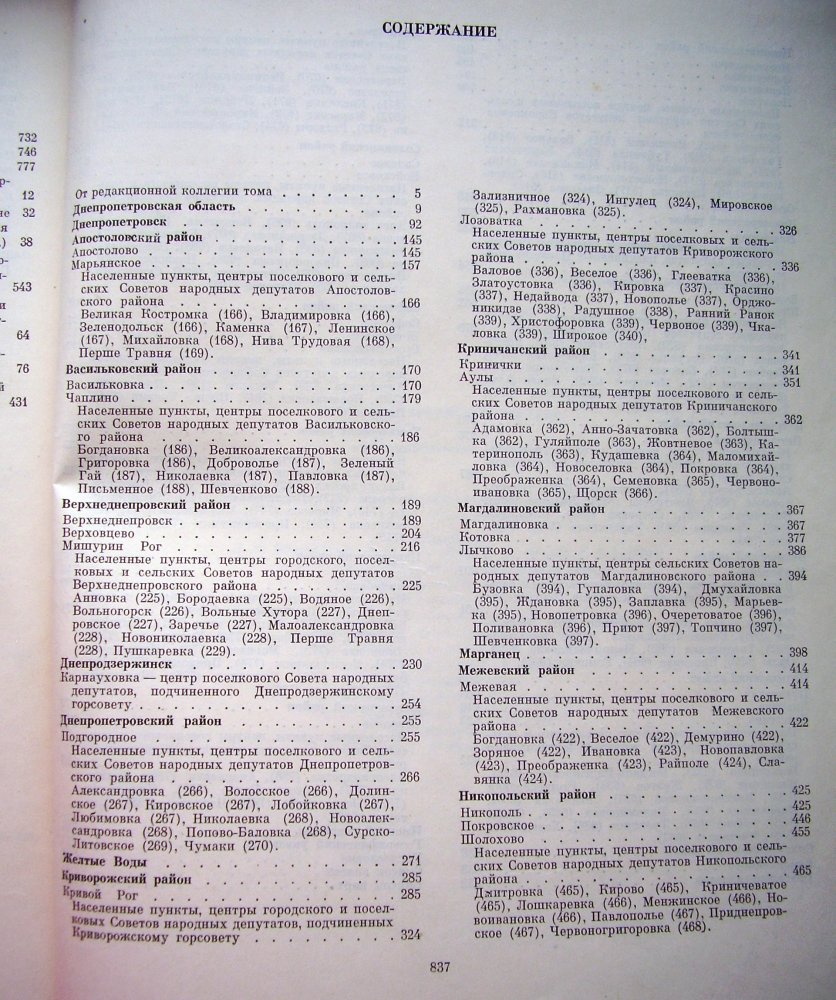 СОДЕРЖАНИЕ
732
746
777
р-
12
ие 32
я
.) 38
о-
и-
543
и
т-
64
-
76
й
431
От редакционной коллегии тома . . . . . . . . 5
Днепропетровская область . . . . . . . . . . 9
Днепропетровск . . . . . . . . . . . . . 92
Апостоловский район . . . . . . . . . . . 145
Апостолово . . . . . . . . . . . . . . 145
Марьянское . . . . . . . . . . . . . . 157
Населенные пункты, центры поселкового и сель-
ских Советов народных депутатов Апостолов-
ского района . . . . . . . . . . . . . 166
Великая Костромка (166), Владимировка (166),
Зеленодольск (166), Каменка (167), Ленинское
(167), Михайловка (168), Нива Трудовая (168),
Перше Травня (169).
Васильковский район . . . . . . . . . . . 170
Васильковка . . . . . . . . . . . . . . 170
Чаплино . . . . . . . . . . . . . . . 179
Населенные пункты, центры поселкового и сель-
ских Советов народных депутатов Васильковско-
го района . . . . . . . . . . . . . . 186
Богдановка (186), Великоалександровка (186),
Григоровка (186), Доброволье (187), Зеленый
Гай (187), Николаевка (187), Павловка (187),
Письменное (188), Шевченково (188).
Верхнеднепровский район . . . . . . . . . 189
Верхнеднепровск . . . . . . . . . . . . 189
Верховцево . . . . . . . . . . . . . . 204
Мишурин Рог . . . . . . . . . . . . . 216
Населенные пункты, центры городского, посел-
ковых и сельских Советов народных депутатов
Верхнеднепровского района . . . . . . . . 225
Анновка (225), Бородаевка (225), Водяное (226),
Вольногорск (226), Вольные Хутора (227), Днеп-
ровское (227), Заречье (227), Малоалександровка
(228), Новониколаевка (228), Перше Травня
(228), Пушкаревка (229).
Днепродзержинск . . . . . . . . . . . . 230
Карнауховка — центр поселкового Совета народных
депутатов, подчиненного Днепродзержинскому
горсовету . . . . . . . . . . . . . . 254
Днепропетровский район . . . . . . . . . . 255
Подгородное . . . . . . . . . . . . . . 255
Населенные пункты, центры поселкового и сель-
ских Советов народных депутатов Днепропетров-
ского района . . . . . . . . . . . . . 266
Александровка (266), Волосское (266), Долин-
ское (267), Кировское (267), Лобойковка (267),
Любимовка (267), Николаевка (268), Новоалек-
сандровка (268), Попово-Баловка (268), Сурско-
Литовское (269), Чумаки (270).
Желтые Воды . . . . . . . . . . . . . 271
Криворожский район . . . . . . . . . . . 285
Кривой Рог . . . . . . . . . . . . . . 285
Населенные пункты, центры городского и посел-
ковых Советов народных депутатов, подчиненных
Криворожскому горсовету . . . . . . . . . 324
Зализничное (324), Ингулец (324), Мировское
(325), Рахмановка (325).
Лозоватка . . . . . . . . . . . . . . 326
Населенные пункты, центры поселковых и сель-
ских Советов народных депутатов Криворожского
района . . . . . . . . . . . . . . . 336
Валовое (336), Веселое (336), Глееватка (336),
Златоустовка (336), Кировка (337), Красино
(337), Недайвода (337), Новополье (337), Орджо-
никидзе (338), Радушное (338), Ранний Ранок
(339), Христофоровка (339), Червоное (339), Чка-
ловка (339), Широкое (340),
Криничанский район . . . . . . . . . . . 341
Кринички . . . . . . . . . . . . . . 341
Аулы . . . . . . . . . . . . . . . . 351
Населенные пункты, центры поселкового и сель-
ских Советов народных депутатов Криничанского
района . . . . . . . . . . . . . . . 362
Адамовка (362), Анно-Зачатовка (362), Болтыш-
ка (362), Гуляйполе (363), Жовтневое (363), Ка-
теринополь (363), Кудашевка (364), Маломихай-
ловка (364), Новоселовка (364), Покровка (364),
Преображенка (364), Семеновка (365), Червоно-
ивановка (365), Щорск (366).
Магдалиновский район . . . . . . . . . . 367
Магдалиновка . . . . . . . . . . . . . 367
Котовка . . . . . . . . . . . . . . . 377
Лычково . . . . . . . . . . . . . . . 386
Населенные пункты, центры сельских Советов на-
родных депутатов Магдалиновского района . . 394
Бузовка (394), Гупаловка (394), Дмухайловка
(395), Ждановка (395), Заплавка (395), Марьев-
ка (395), Новопетровка (396), Очеретоватое (396),
Поливановка (396), Приют (397), Топчино (397),
Шевченковка (397).
Марганец . . . . . . . . . . . . . . . 398
Межевский район . . . . . . . . . . . . 414
Межевая . . . . . . . . . . . . . . . 414
Населенные пункты, центры поселкового и сель-
ских Советов народных депутатов Межевского
района . . . . . . . . . . . . . . . 422
Богдановка (422), Веселое (422), Демурино (422),
Зоряное (422), Ивановка (423), Новопавловка
(423), Преображенка (423), Райполе (424), Сла-
вянка (424).
Никопольский район . . . . . . . . . . . 425
Никополь . . . . . . . . . . . . . . 425
Покровское . . . . . . . . . . . . . . 446
Шолохово . . . . . . . . . . . . . . 455
Населенные пункты, центры поселкового и сель-
ских Советов народных депутатов Никопольского
района . . . . . . . . . . . . . . . 465
Дмитровка (465), Кирово (465), Криничеватое
(465), Лошкаревка (466), Менжинское (466), Но-
воивановка (466), Павлополье (467), Приднепров-
ское (467), Червоногригоровка (468).
837